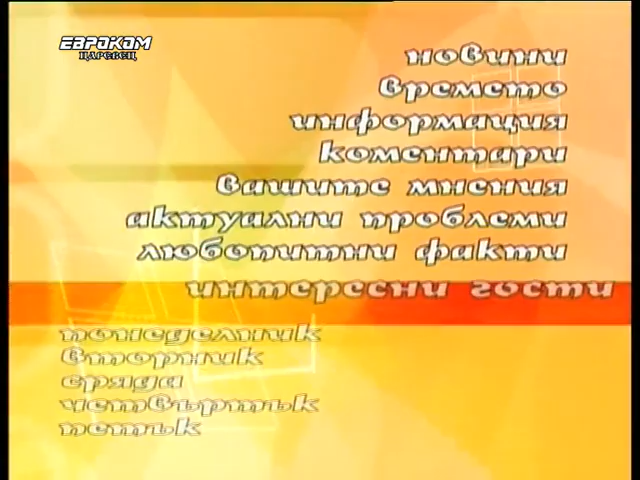 ЕВРОКОМ
ЦАРЕВЕЦ
новини
времето
информация
коментари
вашите мнения
актуални проблеми
любопитни факти
интересни гости
понеделник
вторник
сряда
четвъртък
петък